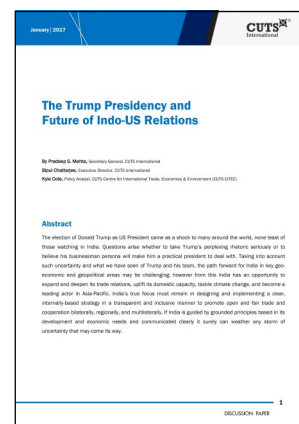 January | 2017
CUTS
International
The Trump Presidency and
Future of Indo-US Relations
By Pradeep S. Mehta, Secretary-General, CUTS International
Bipul Chatterjee, Executive Director, CUTS International
Kyle Cote, Policy Analyst, CUTS Centre for International Trade, Economics & Environment (CUTS CITEE)
Abstract
The election of Donald Trump as US President came as a shock to many around the world, none least of
those watching in India. Questions arise whether to take Trump's perplexing rhetoric seriously or to
believe his businessman persona will make him a practical president to deal with. Taking into account
such uncertainty and what we have seen of Trump and his team, the path forward for India in key geo-
economic and geopolitical areas may be challenging; however from this India has an opportunity to
expand and deepen its trade relations, uplift its domestic capacity, tackle climate change, and become a
leading actor in Asia-Pacific. India's true focus must remain in designing and implementing a clear,
internally-based strategy in a transparent and inclusive manner to promote open and fair trade and
cooperation bilaterally, regionally, and multilaterally. If India is guided by grounded principles based in its
development and economic needs and communicated clearly it surely can weather any storm of
uncertainty that may come its way.
1
DISCUSSION PAPER